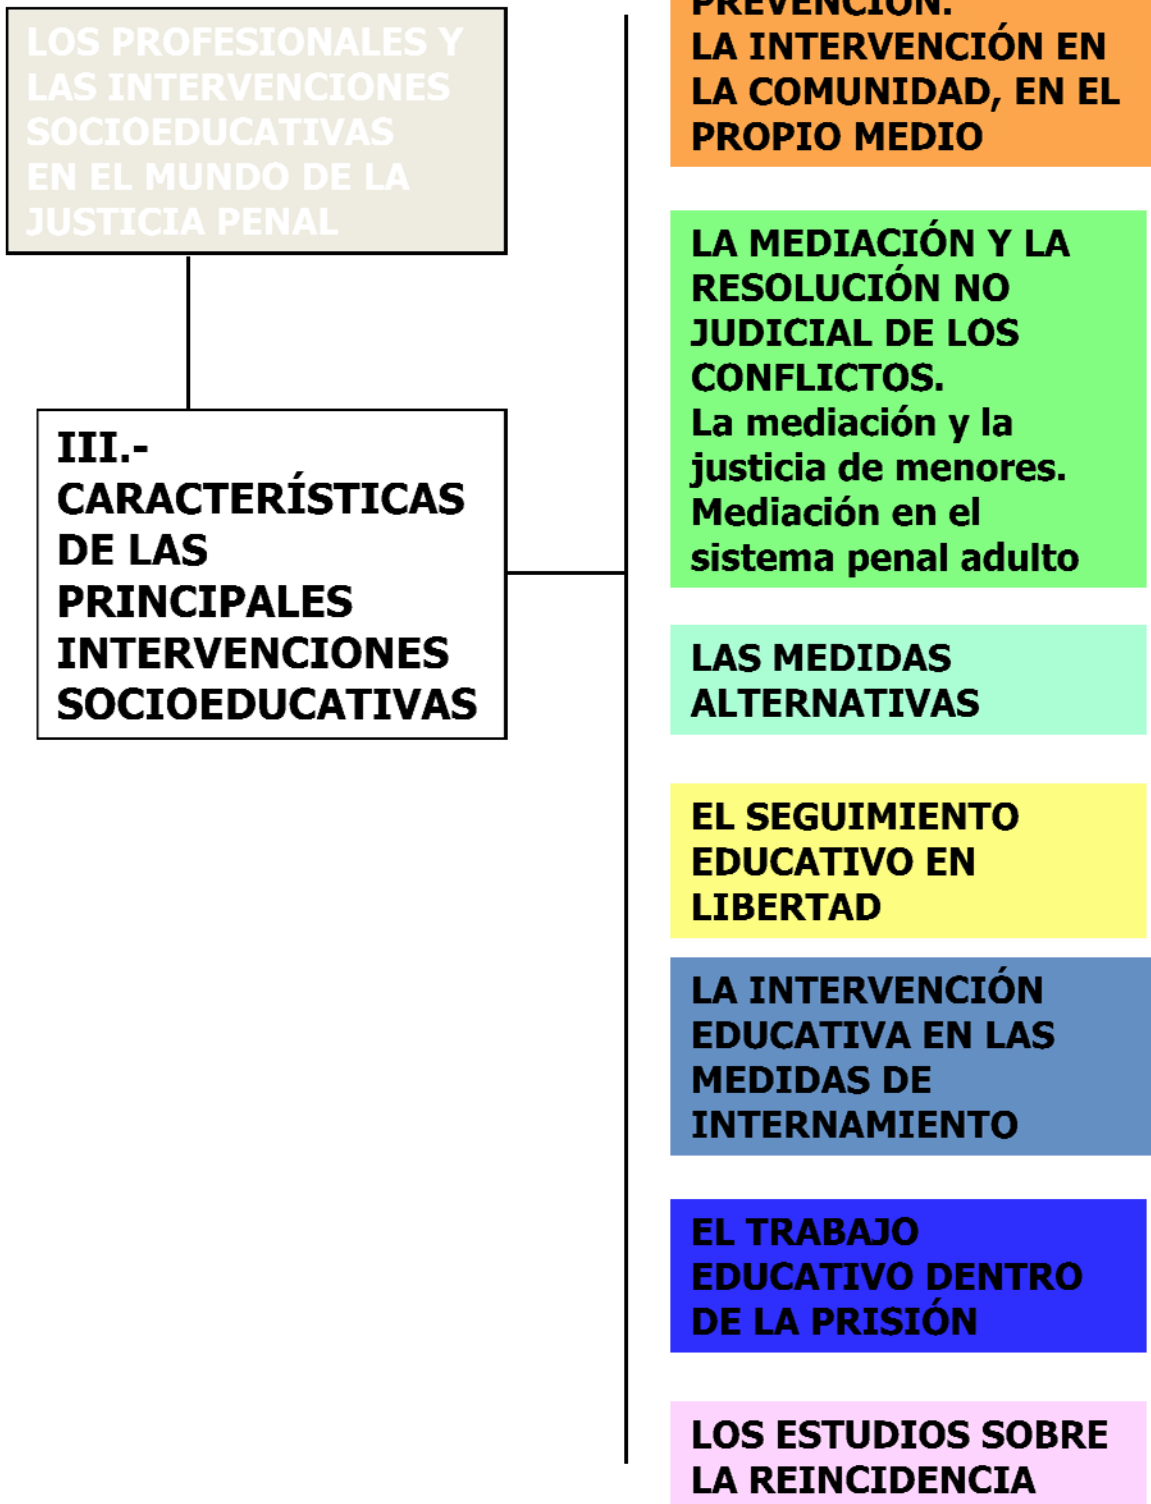 LOS PROFESIONALES Y
LAS INTERVENCIONES
SOCIOEDUCATIVAS
EN EL MUNDO DE LA
JUSTICIA PENAL
III.-
CARACTERÍSTICAS
DE LAS
PRINCIPALES
INTERVENCIONES
SOCIOEDUCATIVAS
PREVENCIÓN.
LA INTERVENCIÓN EN
LA COMUNIDAD, EN EL
PROPIO MEDIO
LA MEDIACIÓN Y LA
RESOLUCIÓN NO
JUDICIAL DE LOS
CONFLICTOS.
La mediación y la
justicia de menores.
Mediación en el
sistema penal adulto
LAS MEDIDAS
ALTERNATIVAS
EL SEGUIMIENTO
EDUCATIVO EN
LIBERTAD
LA INTERVENCIÓN
EDUCATIVA EN LAS
MEDIDAS DE
INTERNAMIENTO
EL TRABAJO
EDUCATIVO DENTRO
DE LA PRISIÓN
LOS ESTUDIOS SOBRE
LA REINCIDENCIA